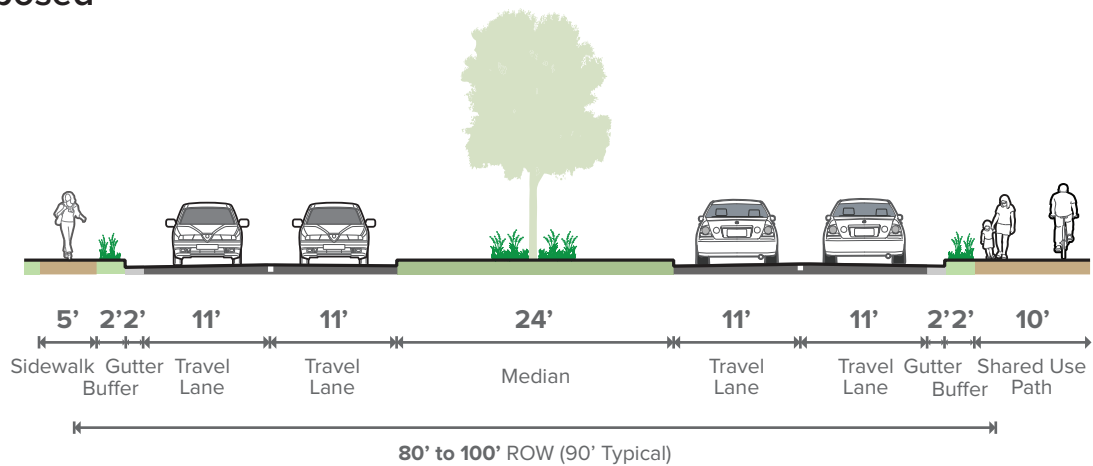 5’ 2’ 2’ 11’ 11’ 24’ 11’ 11’ 2’ 2’ 10’
Sidewalk
Buffer
Gutter
Travel
Lane
Travel
Lane
Median
Travel
Lane
Travel
Lane
Gutter
Buffer
Shared Use
Path
80’ to 100’ ROW (90’ Typical)